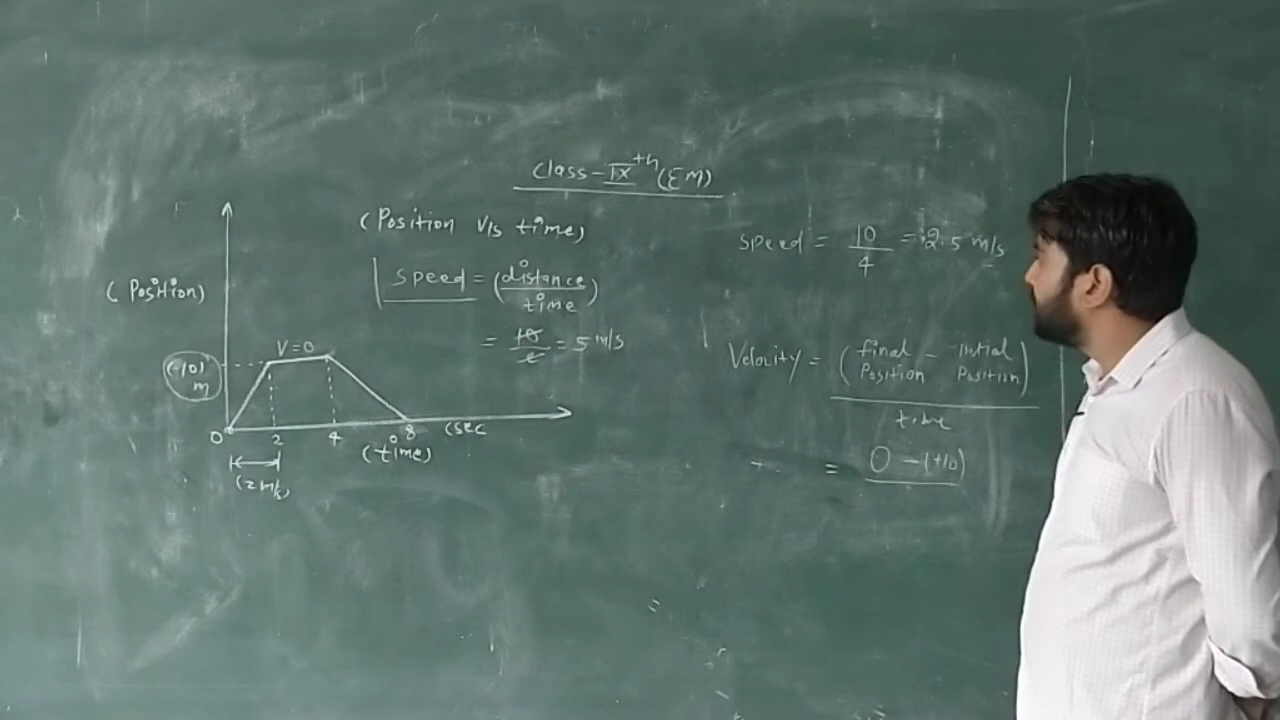 Class-IX th (EM)
(Position v/s time)
(Position)
Speed = (distance / time)
= 10/2 = 5 m/s
V=0
(+10)
m
0 2 4 8 (sec
(time)
(2 m/s)
Speed = 10/4 = 2.5 m/s
Velocity = (final Position - Intial Position) / time
= 0 - (+10)